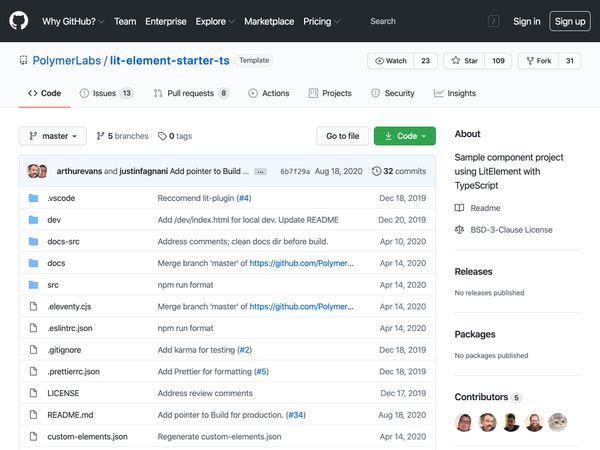 Why GitHub? Team Enterprise Explore Marketplace Pricing Search / Sign in Sign up
PolymerLabs / lit-element-starter-ts Template Watch 23 Star 109 Fork 31
Code Issues 13 Pull requests 8 Actions Projects Security Insights
master 5 branches 0 tags Go to file Code
arthurevans and justinfagnani Add pointer to Build ... ... 6b7f29a Aug 18, 2020 32 commits
.vscode Reccomend lit-plugin (#4) Dec 18, 2019
dev Add /dev/index.html for local dev. Update README Dec 20, 2019
docs-src Address comments; clean docs dir before build. Apr 10, 2020
docs Merge branch 'master' of https://github.com/Polymer... Apr 14, 2020
src npm run format Apr 14, 2020
.eleventy.cjs Merge branch 'master' of https://github.com/Polymer... Apr 14, 2020
.eslintrc.json npm run format Apr 14, 2020
.gitignore Add karma for testing (#2) Dec 18, 2019
.prettierrc.json Add Prettier for formatting (#5) Dec 18, 2019
LICENSE Address review comments Dec 17, 2019
README.md Add pointer to Build for production. (#34) Aug 18, 2020
custom-elements.json Regenerate custom-elements.json Apr 14, 2020
About
Sample component project
using LitElement with
TypeScript
Readme
BSD-3-Clause License
Releases
No releases published
Packages
No packages published
Contributors 5